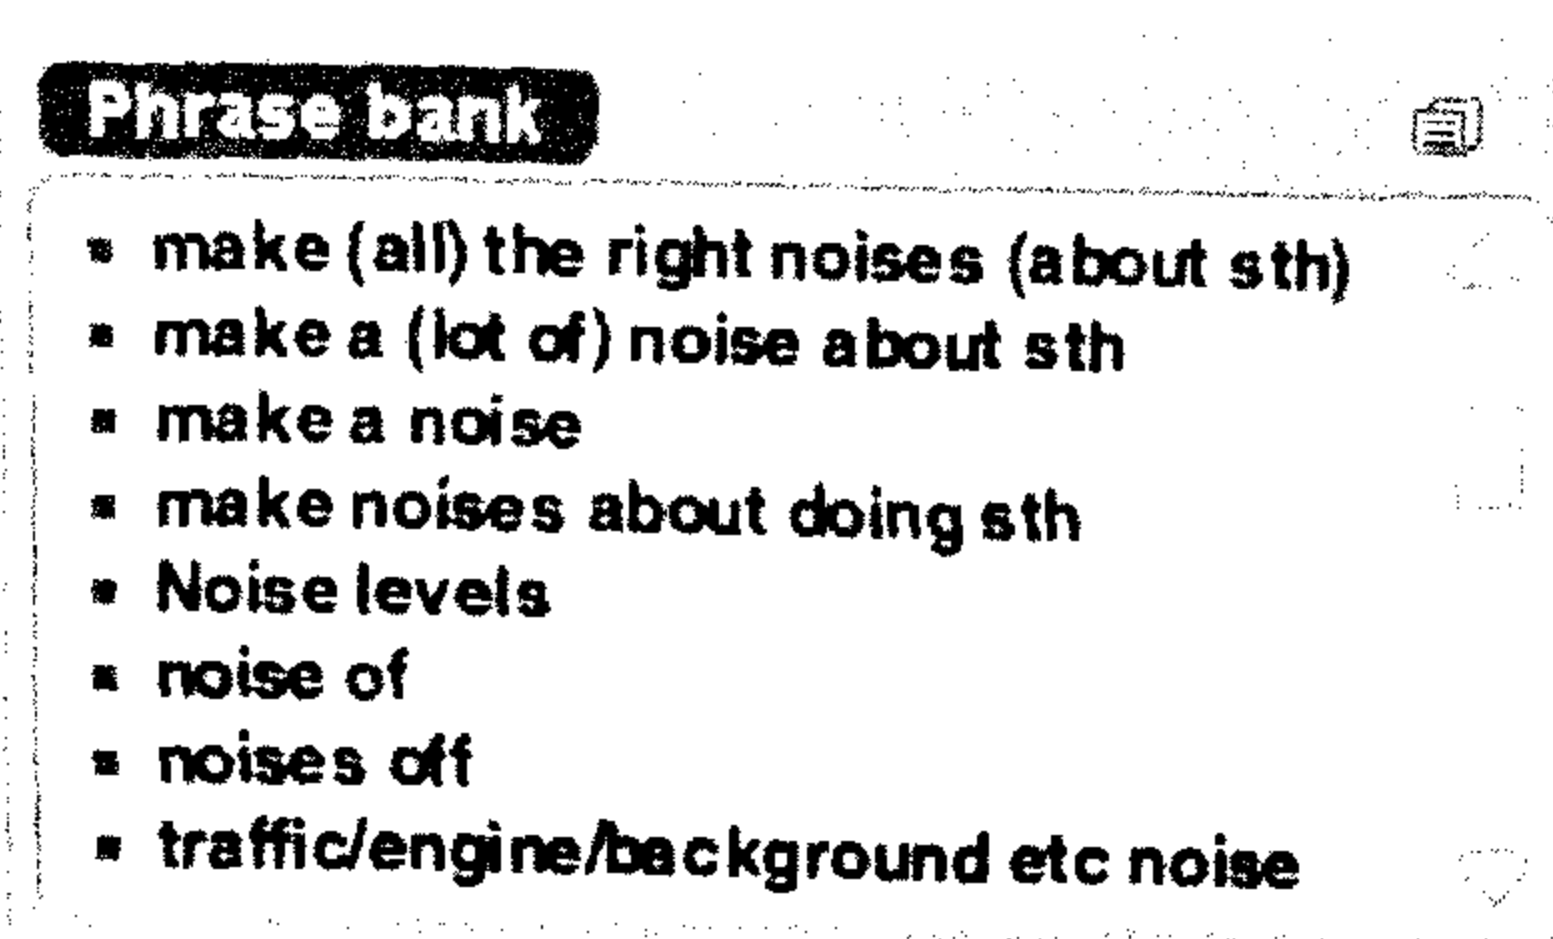 Phrase bank
▪ make (all) the right noises (about sth)
▪ make a (lot of) noise about sth
▪ make a noise
▪ make noises about doing sth
▪ Noise levels
▪ noise of
▪ noises off
▪ traffic/engine/background etc noise